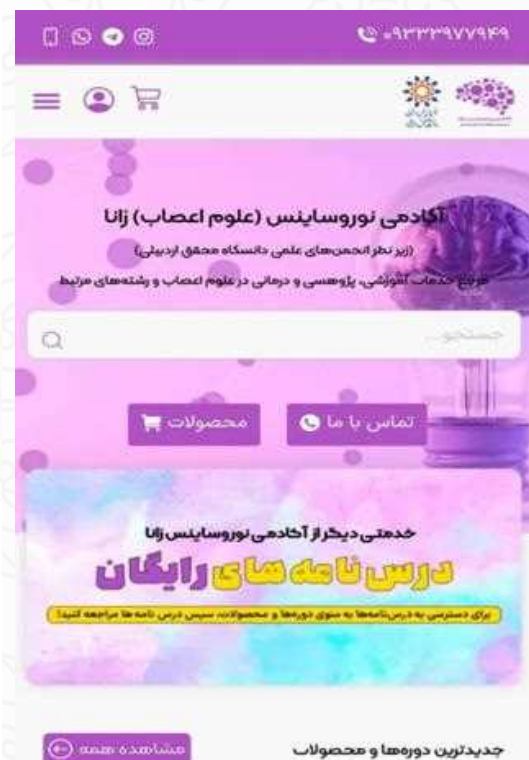 ۰۹۳۳۳۹۷۷۹۴۹
آکادمی نوروساینس (علوم اعصاب) زانا
(زیر نظر انجمن‌های علمی دانشگاه محقق اردبیلی)
مرجع خدمات آموزشی، پژوهشی و درمانی در علوم اعصاب و رشته‌های مرتبط
جستجو...
تماس با ما
محصولات
خدمتی دیگر از آکادمی نوروساینس زانا
درس نامه های رایگان
برای دسترسی به درس‌نامه‌ها به منوی دوره‌ها و محصولات، سپس درس نامه ها مراجعه کنید!
جدیدترین دوره‌ها و محصولات
مشاهده همه